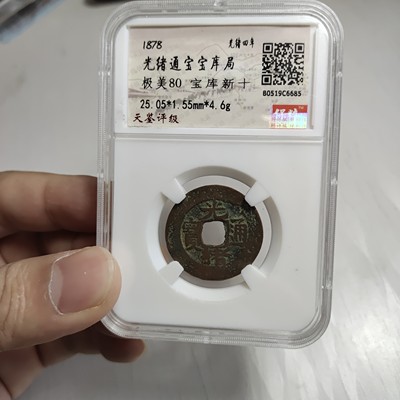 1878 光绪四年
光绪通宝宝库局
极美80 宝库新十
25.05*1.55mm*4.6g
B0519C6685
天鉴评级
光
寶 通
緒